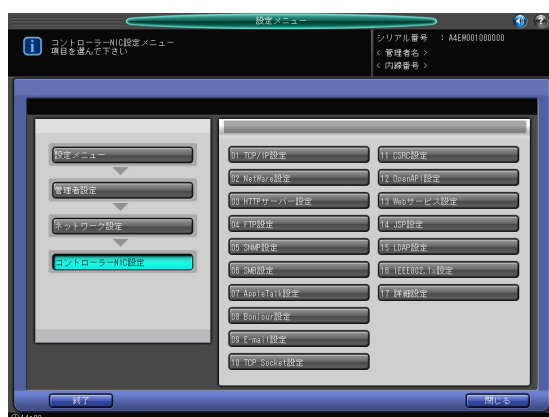 設定メニュー
コントローラーNIC設定メニュー
項目を選んで下さい
シリアル番号 : A4EM001000000
< 管理者名 >
< 内線番号 >
設定メニュー
管理者設定
ネットワーク設定
コントローラーNIC設定
01 TCP/IP設定
02 NetWare設定
03 HTTPサーバー設定
04 FTP設定
05 SNMP設定
06 SMB設定
07 AppleTalk設定
08 Bonjour設定
09 E-mail設定
10 TCP Socket設定
11 CSRC設定
12 OpenAPI設定
13 Webサービス設定
14 JSP設定
15 LDAP設定
16 IEEE802.1x設定
17 詳細設定
終了
閉じる